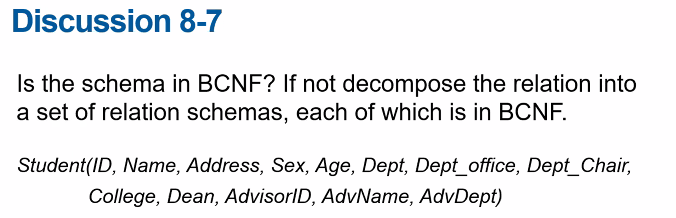 Discussion 8-7
Is the schema in BCNF? If not decompose the relation into
a set of relation schemas, each of which is in BCNF.
Student(ID, Name, Address, Sex, Age, Dept, Dept_office, Dept_Chair,
College, Dean, AdvisorID, AdvName, AdvDept)